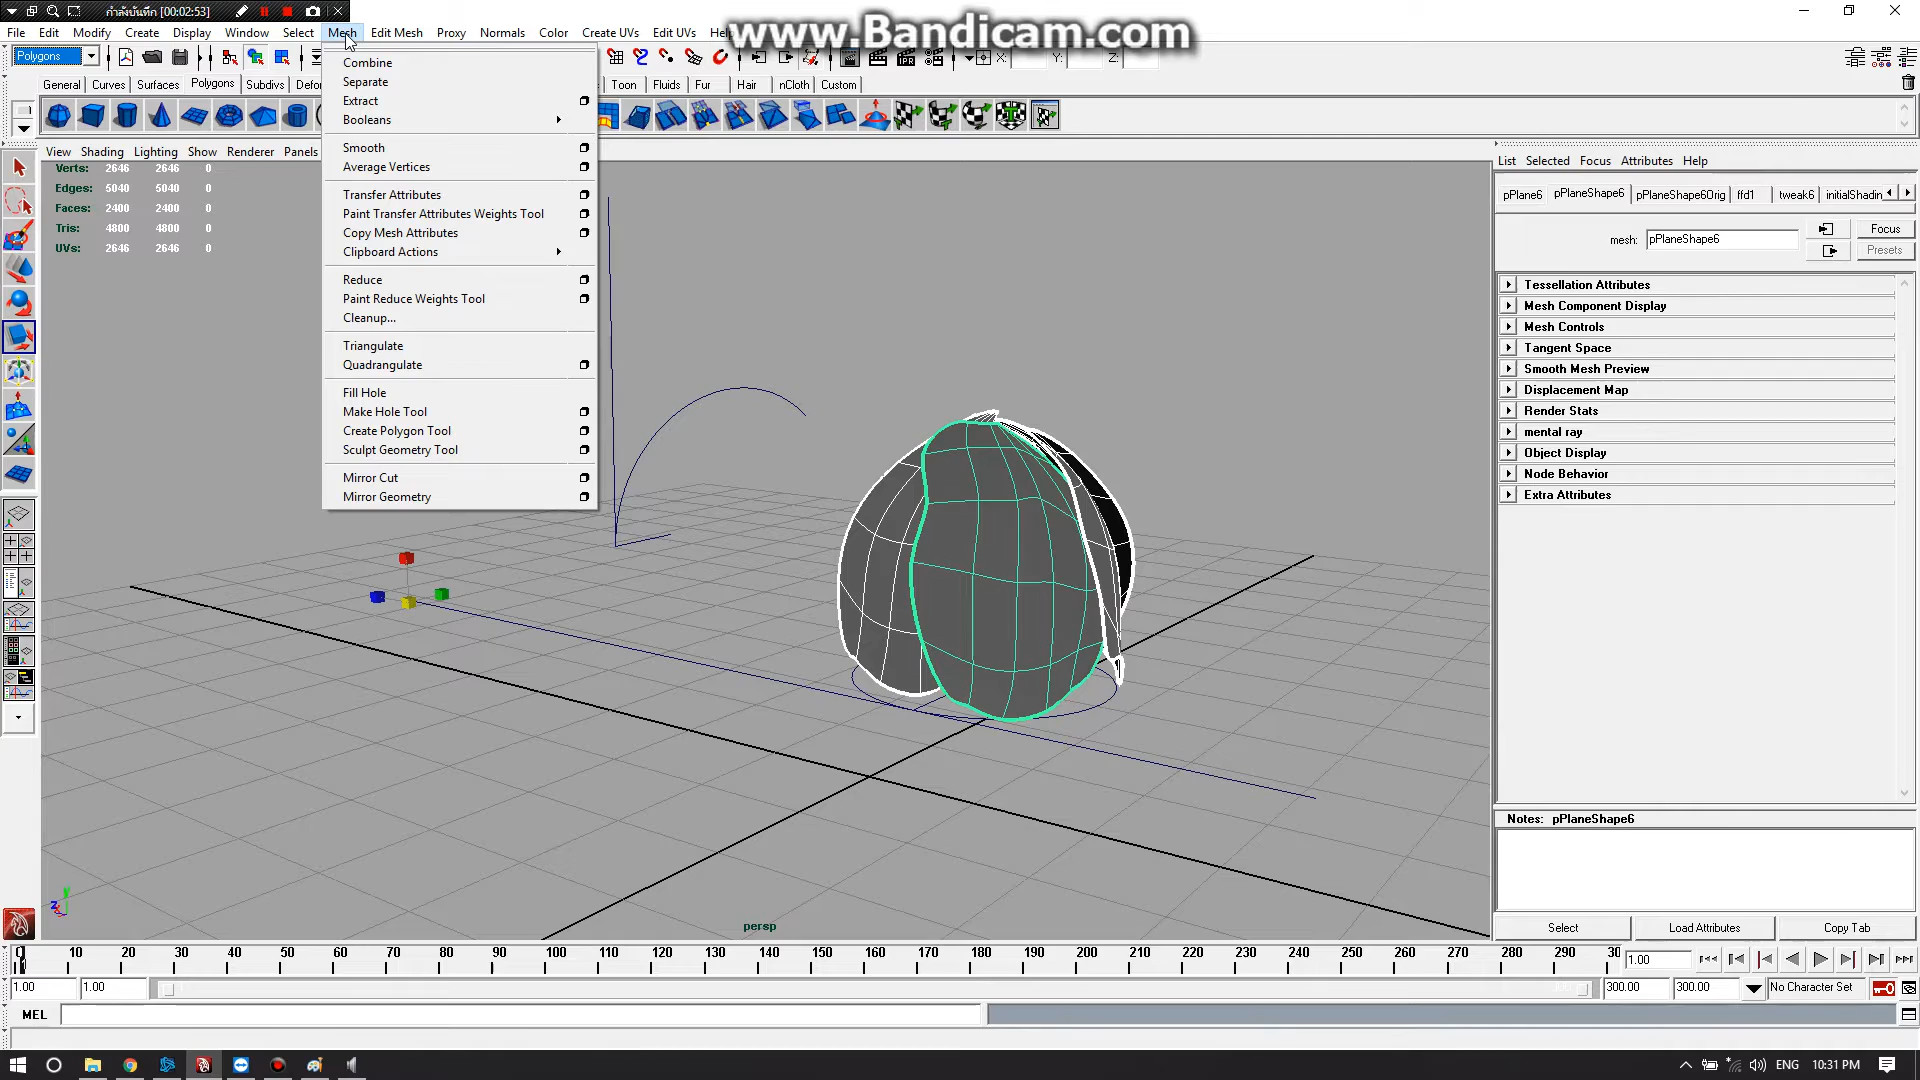 กำลังบันทึก [00:02:53]
www.Bandicam.com
File Edit Modify Create Display Window Select Mesh Edit Mesh Proxy Normals Color Create UVs Edit UVs Help
Polygons
X: Y: Z:
General Curves Surfaces Polygons Subdivs Toon Fluids Fur Hair nCloth Custom
View Shading Lighting Show Renderer Panels
Verts: 2646 2646 0
Edges: 5040 5040 0
Faces: 2400 2400 0
Tris: 4800 4800 0
UVs: 2646 2646 0
Combine
Separate
Extract
Booleans
Smooth
Average Vertices
Transfer Attributes
Paint Transfer Attributes Weights Tool
Copy Mesh Attributes
Clipboard Actions
Reduce
Paint Reduce Weights Tool
Cleanup...
Triangulate
Quadrangulate
Fill Hole
Make Hole Tool
Create Polygon Tool
Sculpt Geometry Tool
Mirror Cut
Mirror Geometry
persp
List Selected Focus Attributes Help
pPlane6 pPlaneShape6 pPlaneShape6Orig ffd1 tweak6 initialShadin
mesh: pPlaneShape6
Focus
Presets
Tessellation Attributes
Mesh Component Display
Mesh Controls
Tangent Space
Smooth Mesh Preview
Displacement Map
Render Stats
mental ray
Object Display
Node Behavior
Extra Attributes
Notes: pPlaneShape6
Select Load Attributes Copy Tab
10 20 30 40 50 60 70 80 90 100 110 120 130 140 150 160 170 180 190 200 210 220 230 240 250 260 270 280 290 30
1.00
1.00 1.00 300.00 300.00 No Character Set
MEL
ENG 10:31 PM